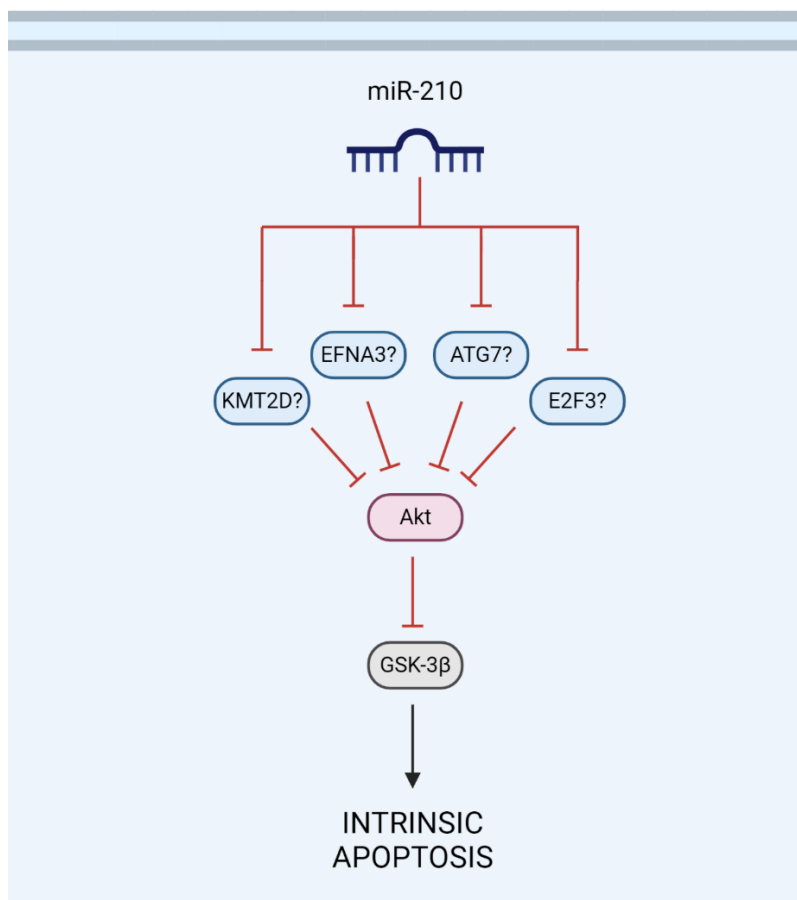 miR-210
EFNA3?
ATG7?
KMT2D?
E2F3?
Akt
GSK-3β
INTRINSIC
APOPTOSIS